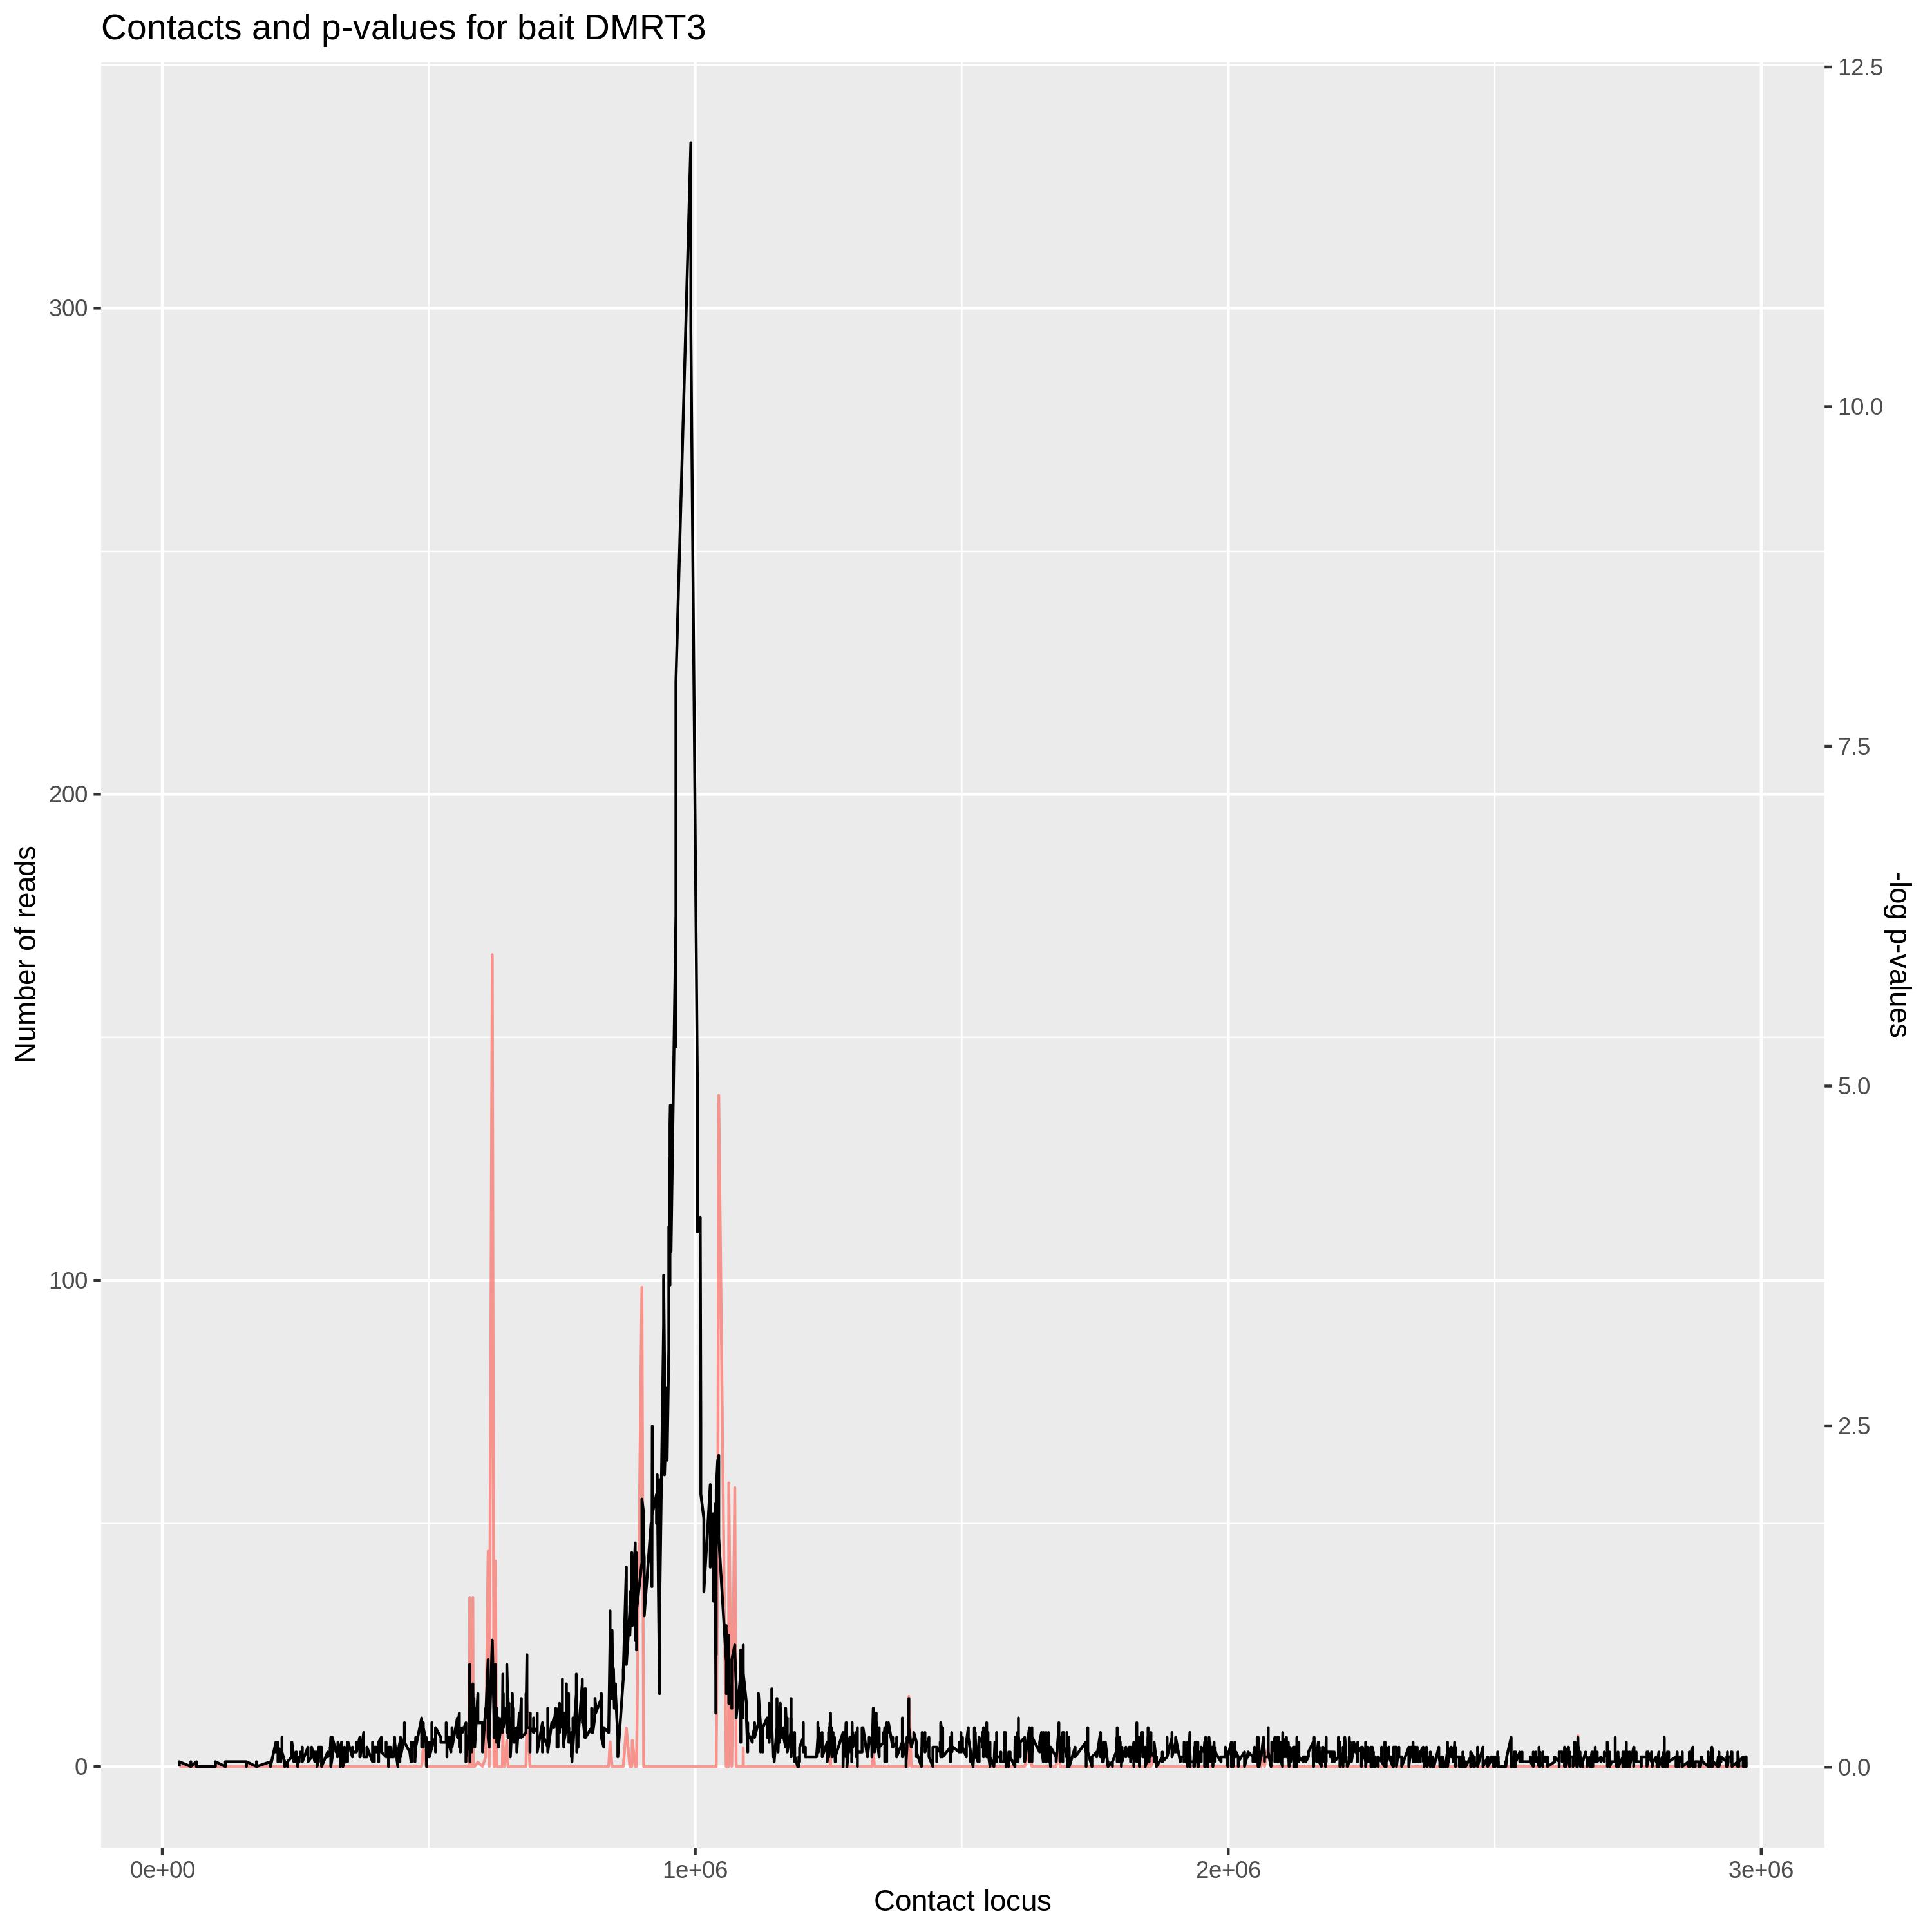 Contacts and p-values for bait DMRT3
12.5
300
10.0
7.5
200
Number of reads
-log p-values
5.0
100
2.5
0
0.0
0e+00
1e+06
2e+06
3e+06
Contact locus